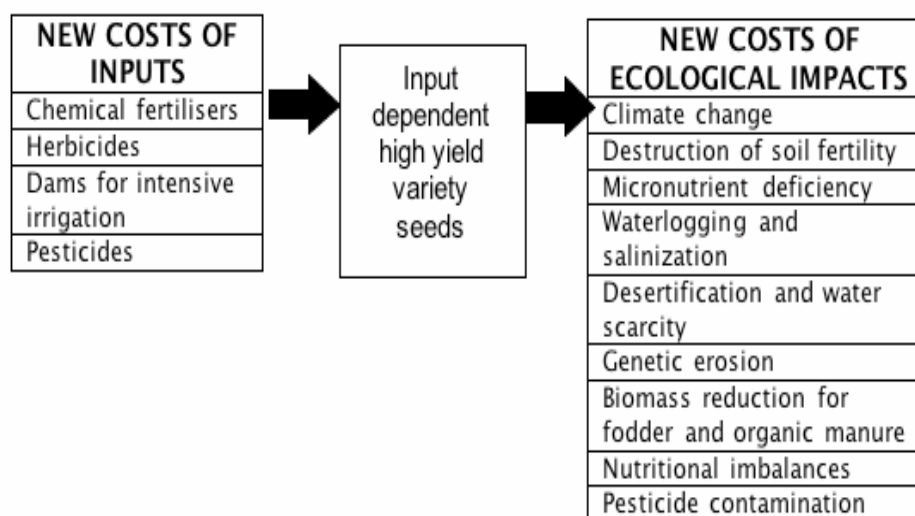 NEW COSTS OF
INPUTS
Chemical fertilisers
Herbicides
Dams for intensive
irrigation
Pesticides
Input
dependent
high yield
variety
seeds
NEW COSTS OF
ECOLOGICAL IMPACTS
Climate change
Destruction of soil fertility
Micronutrient deficiency
Waterlogging and
salinization
Desertification and water
scarcity
Genetic erosion
Biomass reduction for
fodder and organic manure
Nutritional imbalances
Pesticide contamination